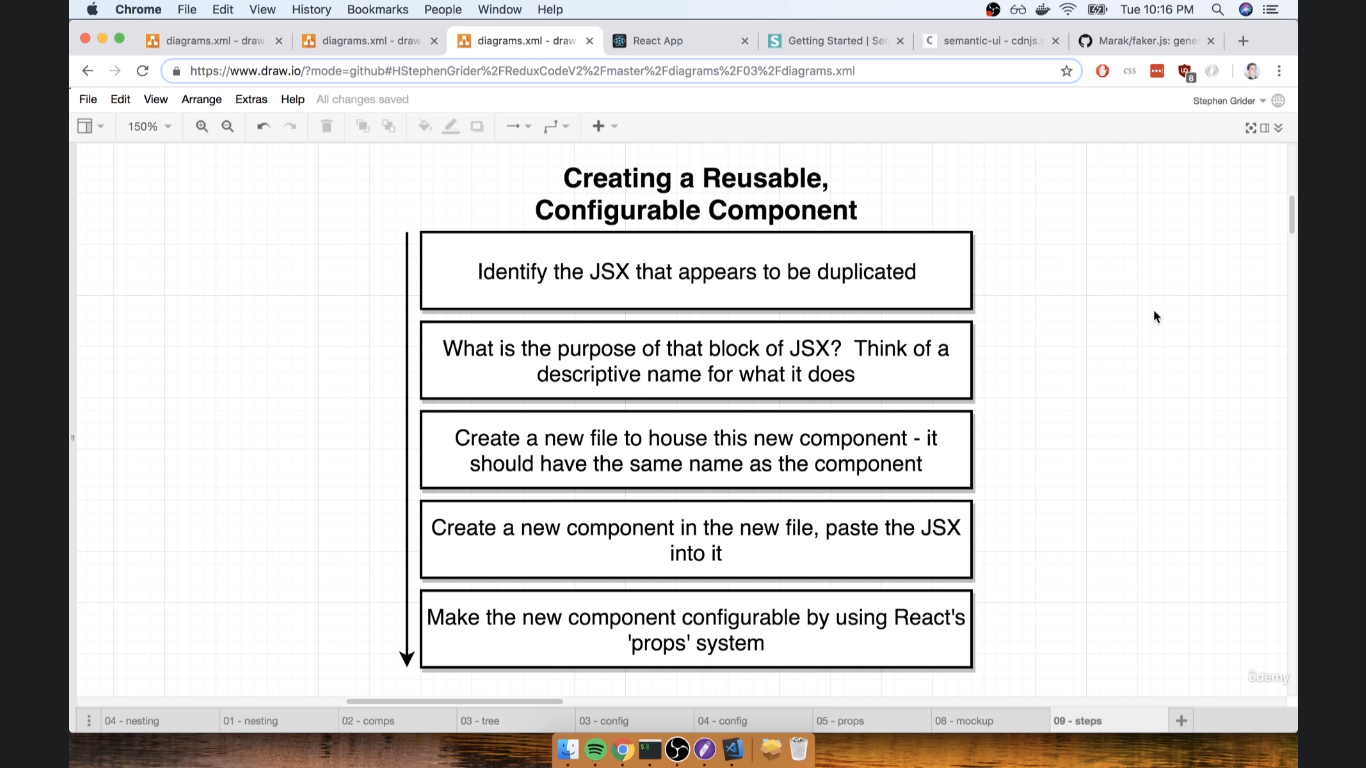 Chrome File Edit View History Bookmarks People Window Help Tue 10:16 PM
diagrams.xml - draw. diagrams.xml - draw diagrams.xml - draw React App Getting Started | Se semantic-ui - cdnjs.c Marak/faker.js: gene
https://www.draw.io/?mode=github#HStephenGrider%2FReduxCodeV2%2Fmaster%2Fdiagrams%2F03%2Fdiagrams.xml css 8
File Edit View Arrange Extras Help All changes saved Stephen Grider
150%
Creating a Reusable,
Configurable Component
Identify the JSX that appears to be duplicated
What is the purpose of that block of JSX? Think of a
descriptive name for what it does
Create a new file to house this new component - it
should have the same name as the component
Create a new component in the new file, paste the JSX
into it
Make the new component configurable by using React's
'props' system
ûdemy
04 - nesting 01 - nesting 02 - comps 03 - tree 03 - config 04 - config 05 - props 08 - mockup 09 - steps